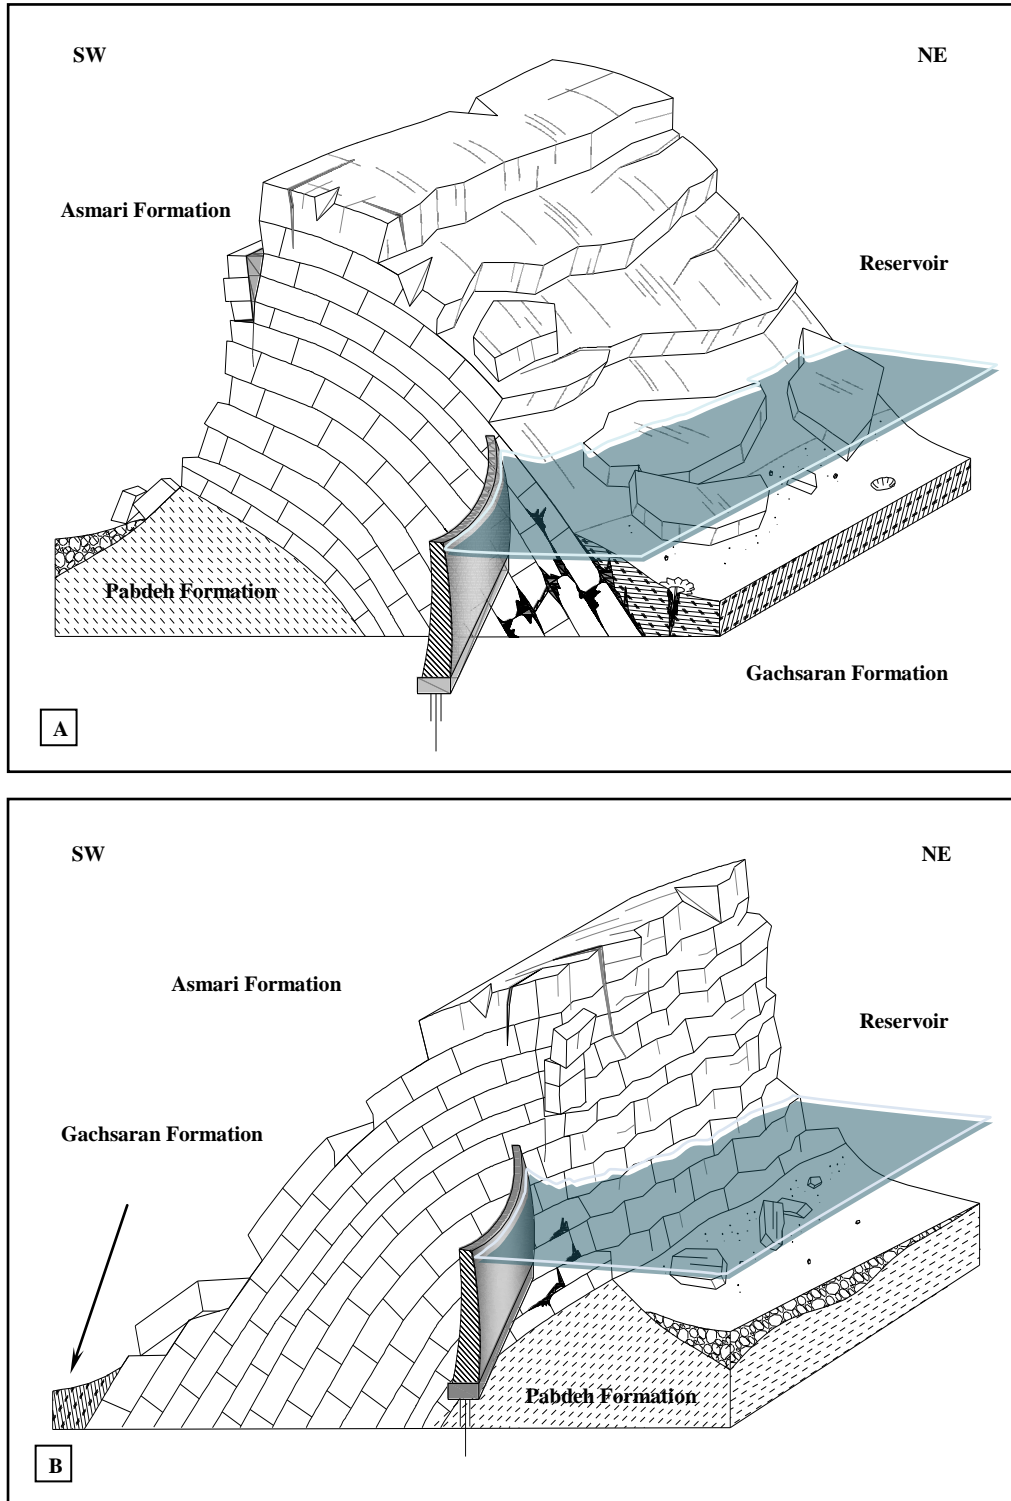 SW
NE
Asmari Formation
Reservoir
Pabdeh Formation
Gachsaran Formation
A
SW
NE
Asmari Formation
Reservoir
Gachsaran Formation
Pabdeh Formation
B